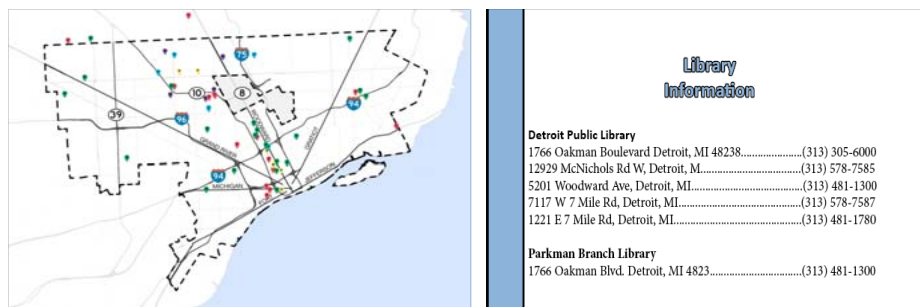 75
10
8
94
39
96
GRAND RIVER
WOODWARD
GRATIOT
94
MICHIGAN
JEFFERSON
FORT
Library
Information
Detroit Public Library
1766 Oakman Boulevard Detroit, MI 48238....................(313) 305-6000
12929 McNichols Rd W, Detroit, M.................................(313) 578-7585
5201 Woodward Ave, Detroit, MI....................................(313) 481-1300
7117 W 7 Mile Rd, Detroit, MI.........................................(313) 578-7587
1221 E 7 Mile Rd, Detroit, MI..........................................(313) 481-1780
Parkman Branch Library
1766 Oakman Blvd. Detroit, MI 4823..............................(313) 481-1300